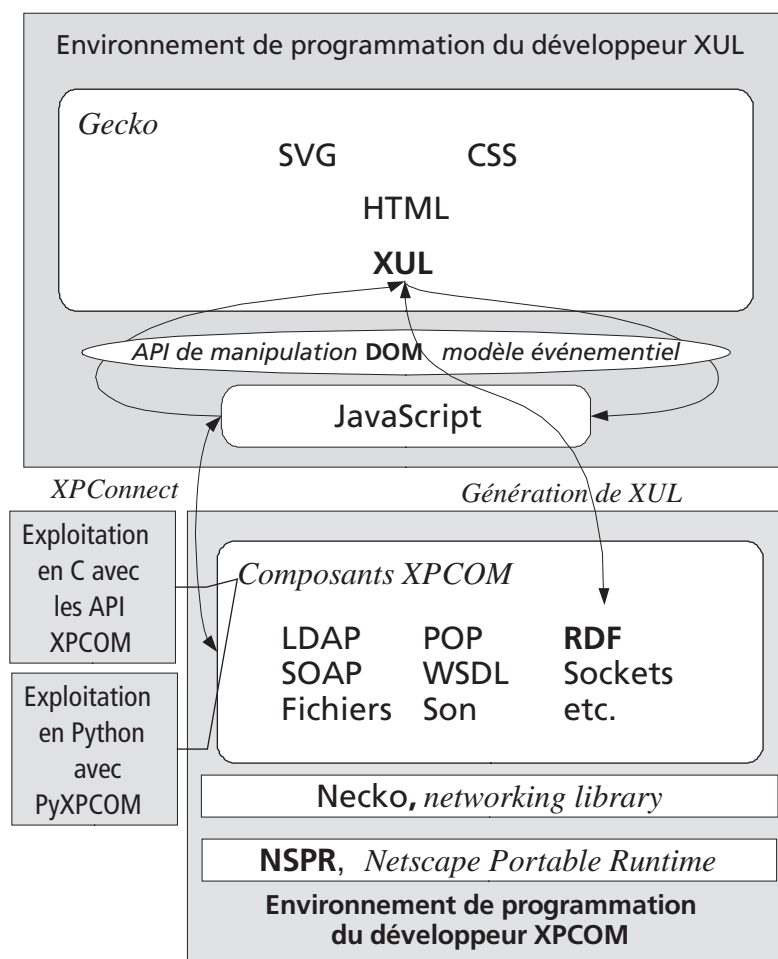 Environnement de programmation du développeur XUL
Gecko
SVG CSS
HTML
XUL
API de manipulation DOM modèle événementiel
JavaScript
XPConnect
Génération de XUL
Exploitation
en C avec
les API
XPCOM
Exploitation
en Python
avec
PyXPCOM
Composants XPCOM
LDAP POP RDF
SOAP WSDL Sockets
Fichiers Son etc.
Necko, networking library
NSPR, Netscape Portable Runtime
Environnement de programmation
du développeur XPCOM